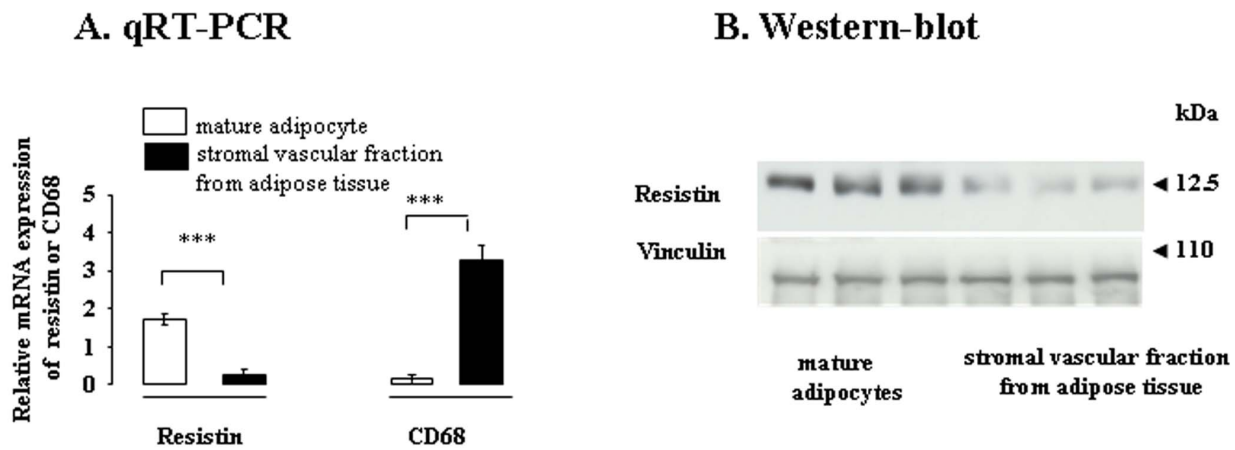 A. qRT-PCR
mature adipocyte
stromal vascular fraction
from adipose tissue
Relative mRNA expression
of resistin or CD68
5
4
3
2
1
0
***
***
Resistin
CD68
B. Western-blot
kDa
Resistin
12.5
Vinculin
110
mature
adipocytes
stromal vascular fraction
from adipose tissue